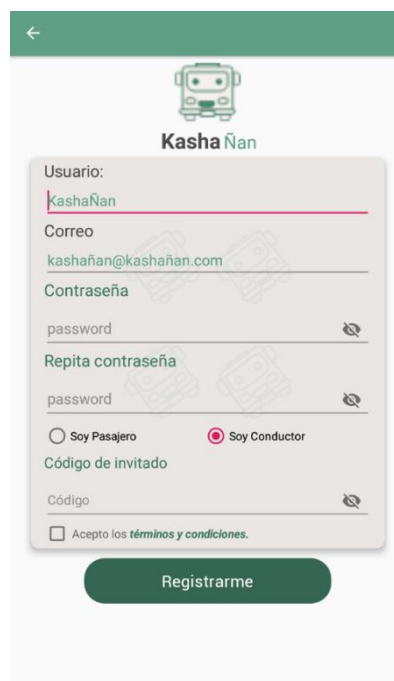 Kasha Ñan
Usuario:
KashaÑan
Correo
kashañan@kashañan.com
Contraseña
password
Repita contraseña
password
Soy Pasajero Soy Conductor
Código de invitado
Código
Acepto los términos y condiciones.
Registrarme